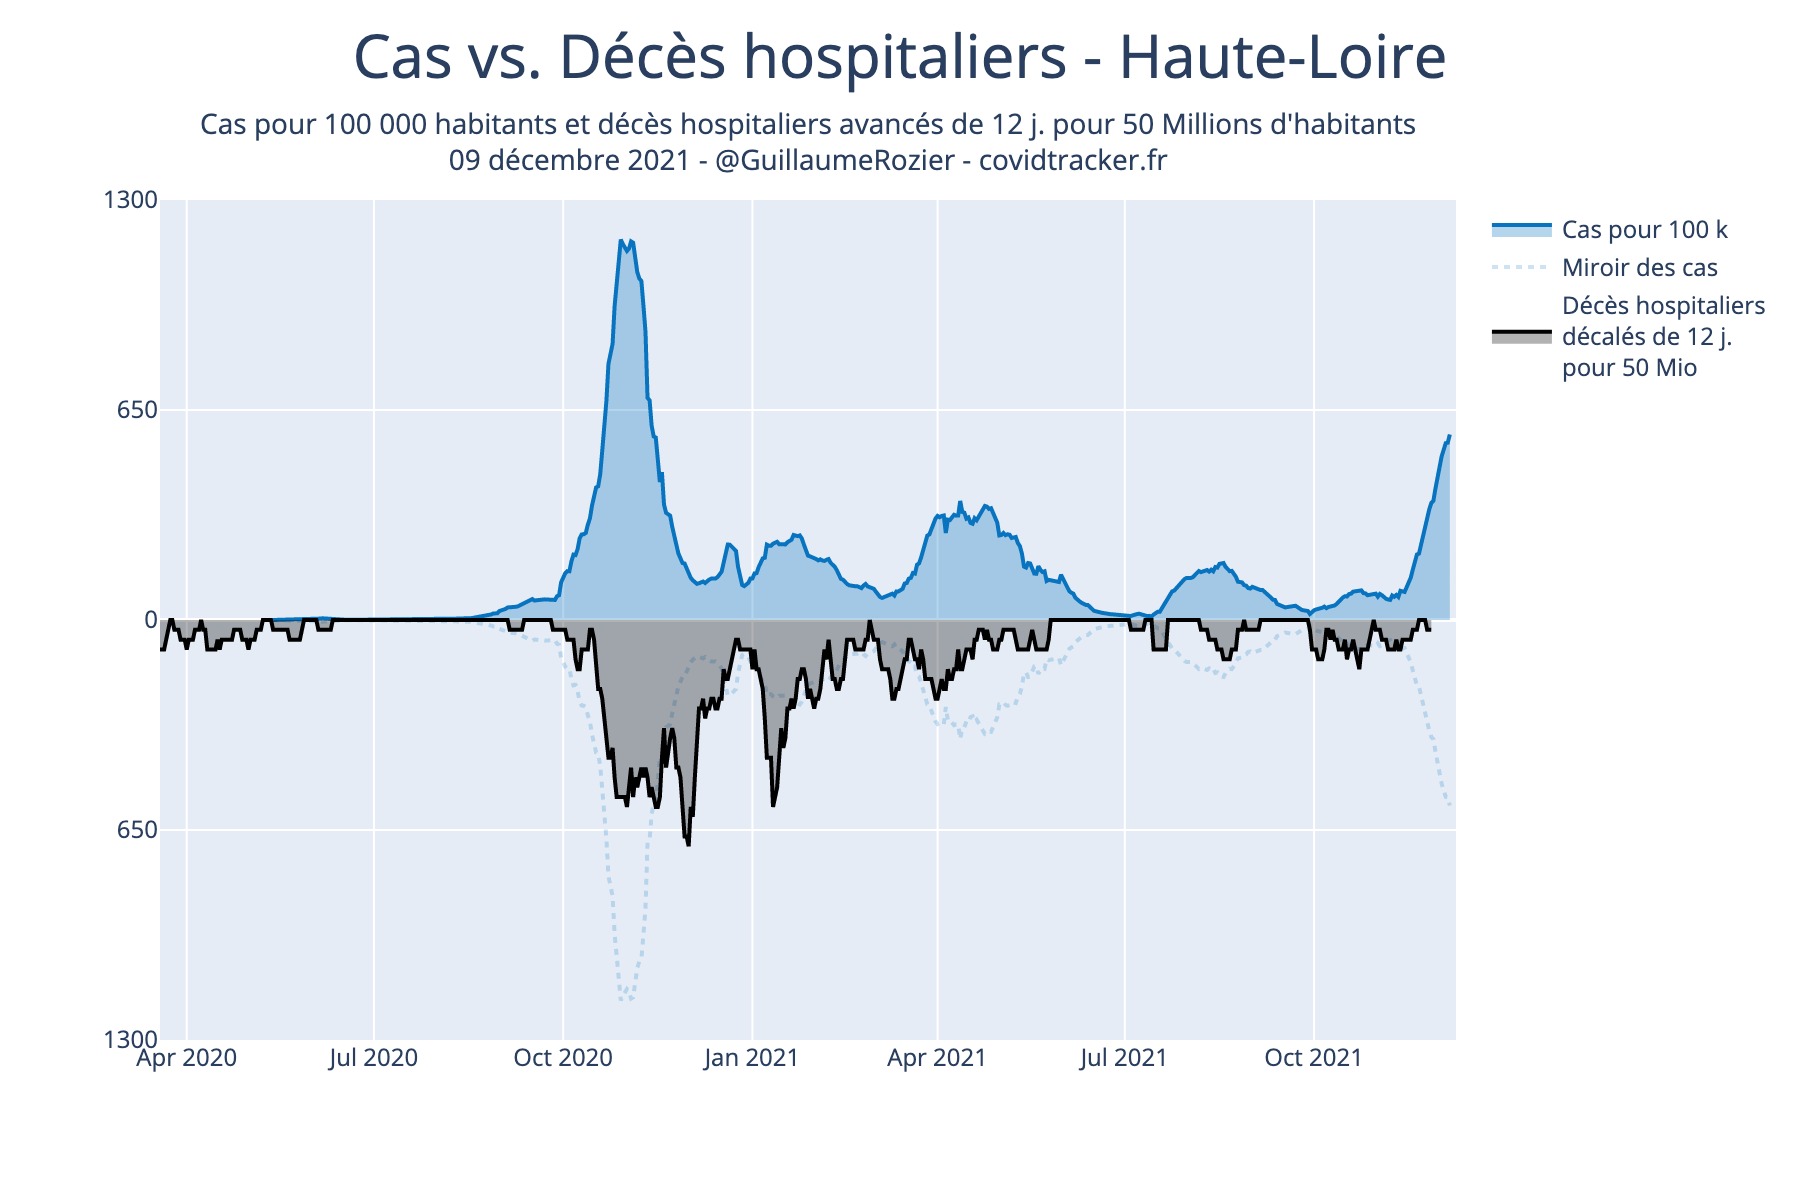 Cas vs. Décès hospitaliers - Haute-Loire
Cas pour 100 000 habitants et décès hospitaliers avancés de 12 j. pour 50 Millions d'habitants
09 décembre 2021 - @GuillaumeRozier - covidtracker.fr
1300
650
0
650
1300
Apr 2020
Jul 2020
Oct 2020
Jan 2021
Apr 2021
Jul 2021
Oct 2021
Cas pour 100 k
Miroir des cas
Décès hospitaliers
décalés de 12 j.
pour 50 Mio